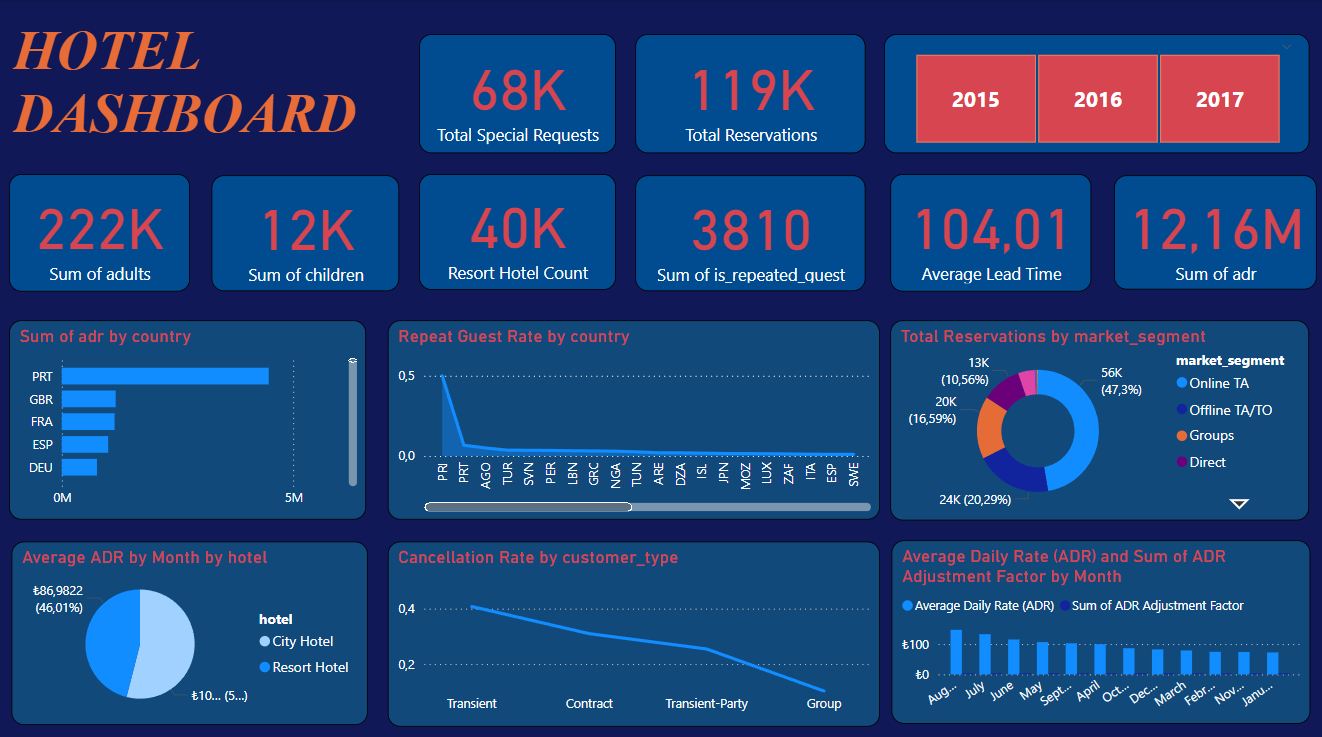 HOTEL
DASHBOARD
68K
Total Special Requests
119K
Total Reservations
2015
2016
2017
222K
Sum of adults
12K
Sum of children
40K
Resort Hotel Count
3810
Sum of is_repeated_guest
104,01
Average Lead Time
12,16M
Sum of adr
Sum of adr by country
PRT
GBR
FRA
ESP
DEU
0M
5M
Repeat Guest Rate by country
0,5
0,0
PRI
PRT
AGO
TUR
SVN
PER
LBN
GRC
NGA
TUN
ARE
DZA
ISL
JPN
MOZ
LUX
ZAF
ITA
ESP
SWE
Total Reservations by market_segment
13K
(10,56%)
20K
(16,59%)
24K (20,29%)
56K
(47,3%)
market_segment
Online TA
Offline TA/TO
Groups
Direct
Average ADR by Month by hotel
₺86,9822
(46,01%)
₺10... (5...)
hotel
City Hotel
Resort Hotel
Cancellation Rate by customer_type
0,4
0,2
Transient
Contract
Transient-Party
Group
Average Daily Rate (ADR) and Sum of ADR
Adjustment Factor by Month
Average Daily Rate (ADR)
Sum of ADR Adjustment Factor
₺100
₺0
Aug...
July
June
May
Sept...
April
Oct...
Dec...
March
Febr...
Nov...
Janu...